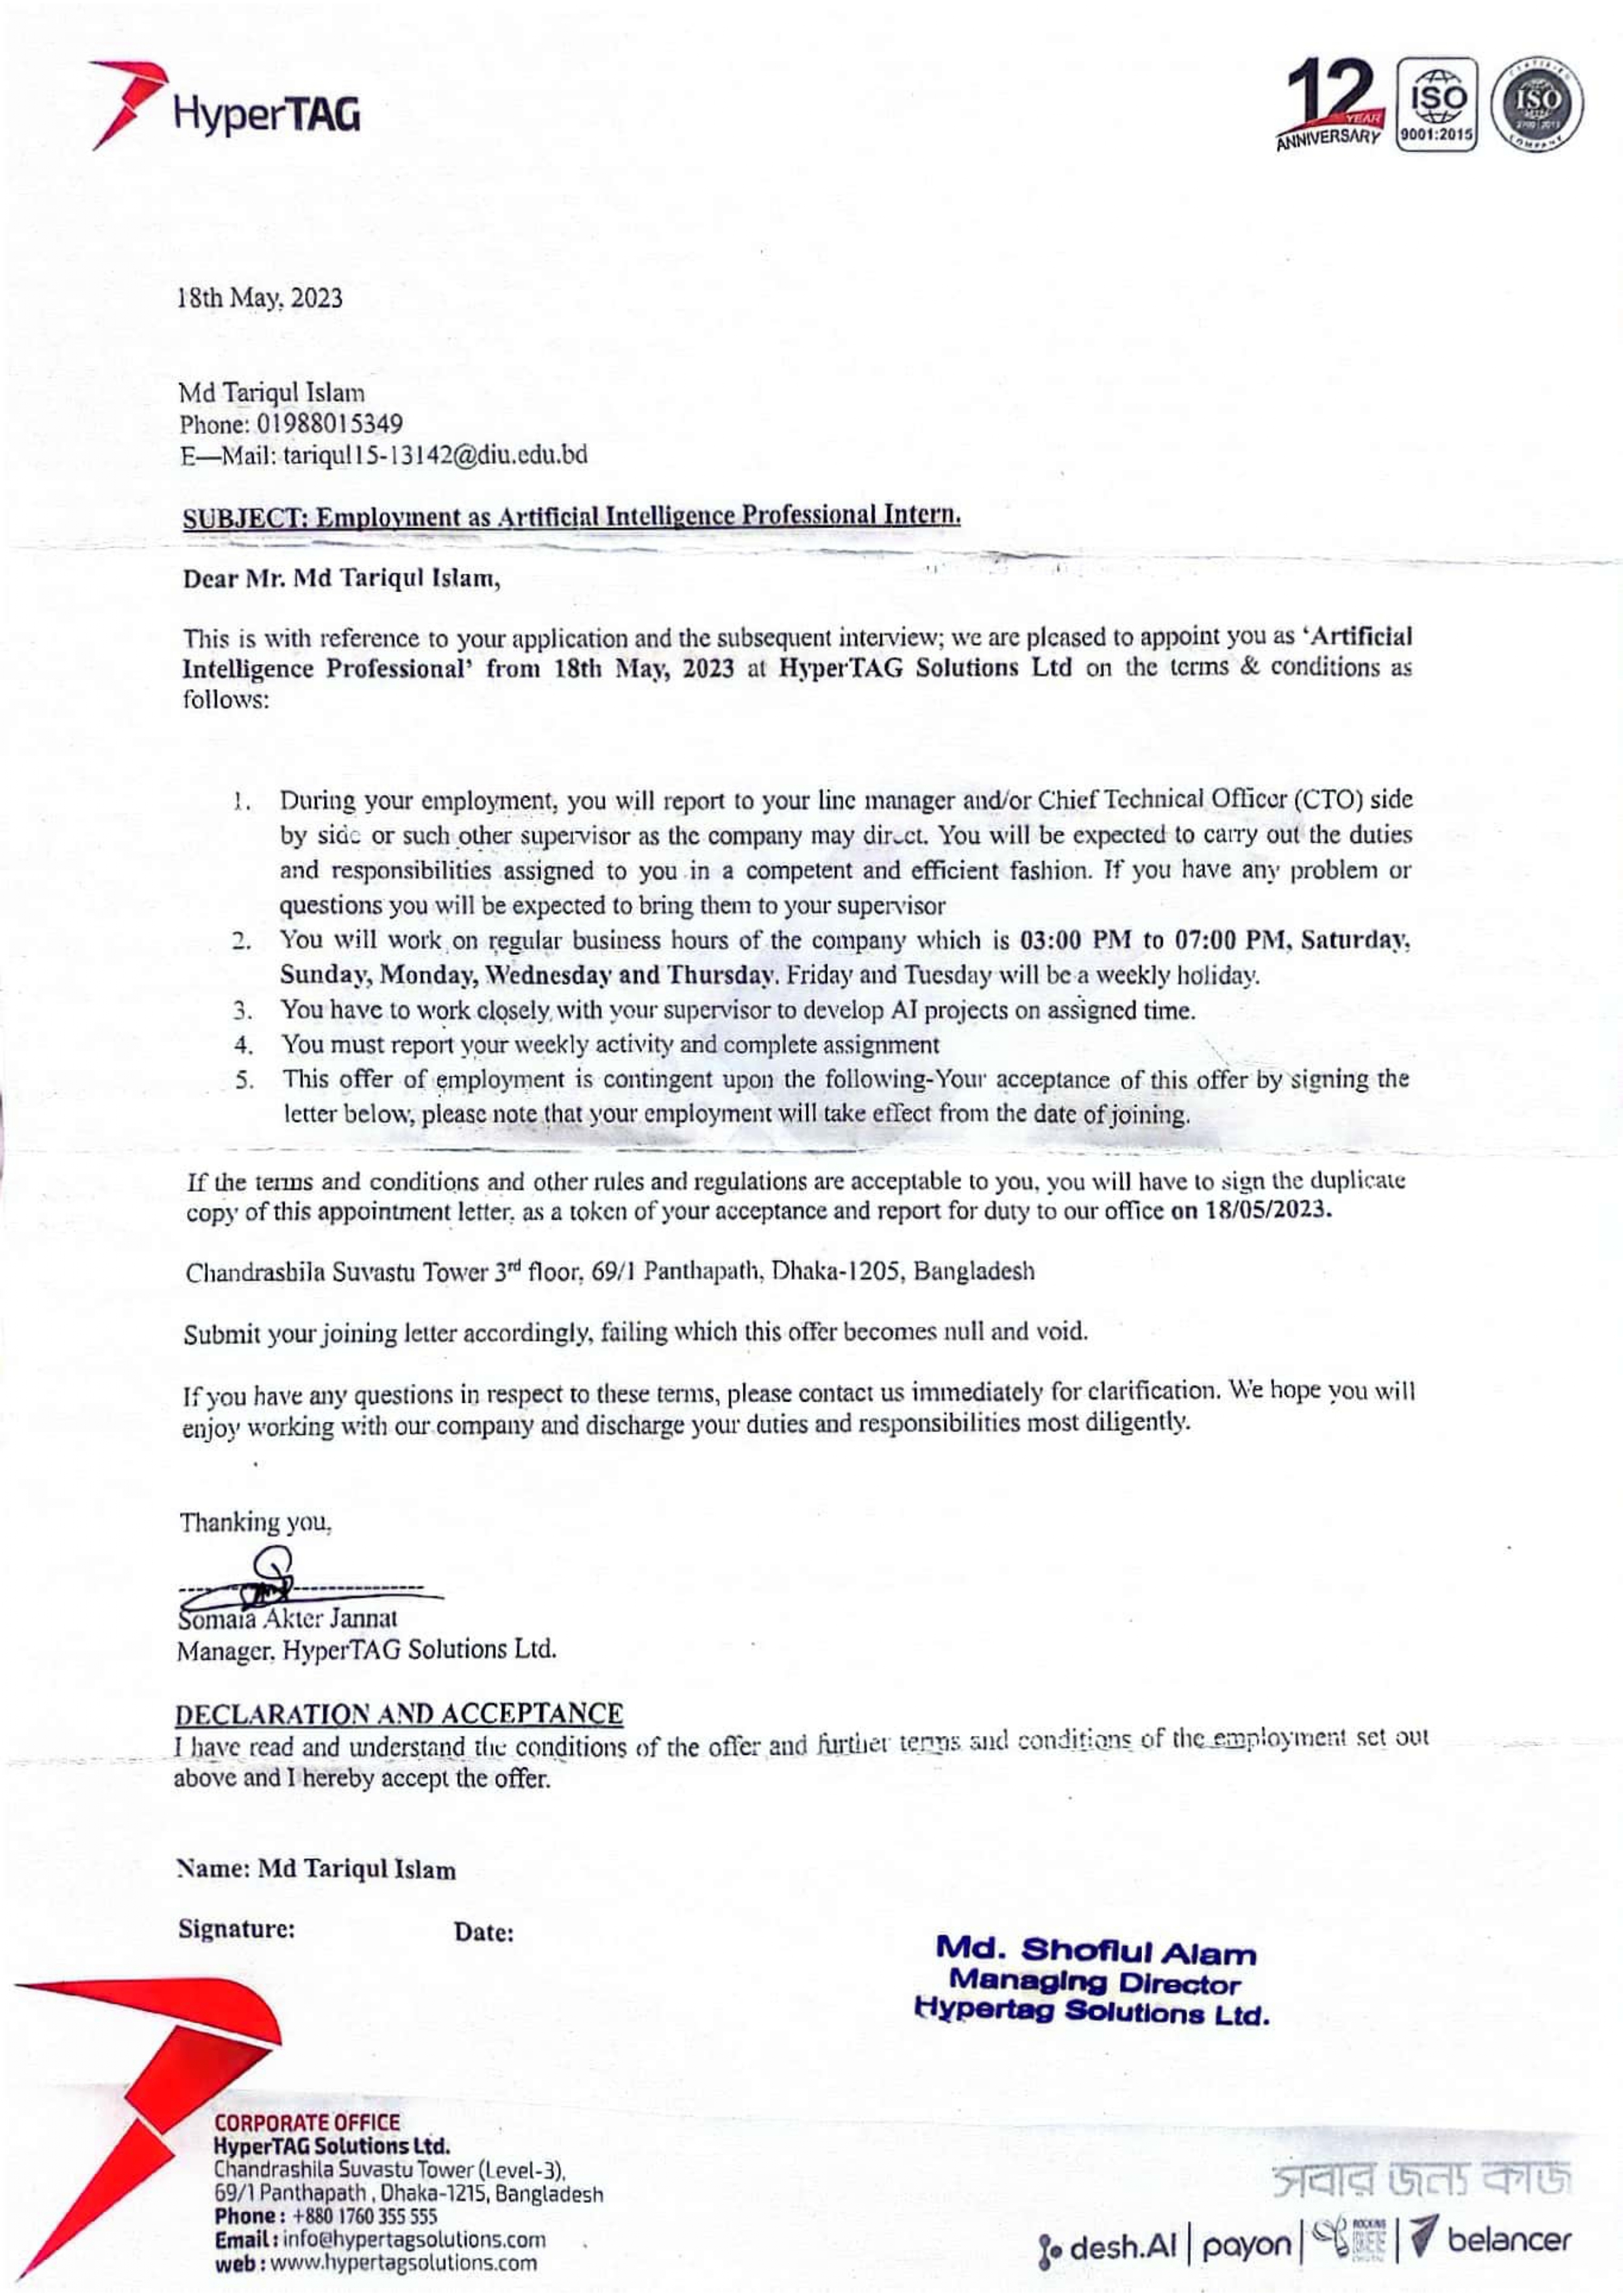 HyperTAG
12 YEAR ANNIVERSARY
ISO 9001:2015
CERTIFIED ISO COMPANY
18th May, 2023
Md Tariqul Islam
Phone: 01988015349
E—Mail: tariqul15-13142@diu.edu.bd
SUBJECT: Employment as Artificial Intelligence Professional Intern.
Dear Mr. Md Tariqul Islam,
This is with reference to your application and the subsequent interview; we are pleased to appoint you as ‘Artificial
Intelligence Professional’ from 18th May, 2023 at HyperTAG Solutions Ltd on the terms & conditions as
follows:
1. During your employment, you will report to your line manager and/or Chief Technical Officer (CTO) side
by side or such other supervisor as the company may direct. You will be expected to carry out the duties
and responsibilities assigned to you in a competent and efficient fashion. If you have any problem or
questions you will be expected to bring them to your supervisor
2. You will work on regular business hours of the company which is 03:00 PM to 07:00 PM, Saturday,
Sunday, Monday, Wednesday and Thursday. Friday and Tuesday will be a weekly holiday.
3. You have to work closely with your supervisor to develop AI projects on assigned time.
4. You must report your weekly activity and complete assignment
5. This offer of employment is contingent upon the following-Your acceptance of this offer by signing the
letter below, please note that your employment will take effect from the date of joining.
If the terms and conditions and other rules and regulations are acceptable to you, you will have to sign the duplicate
copy of this appointment letter, as a token of your acceptance and report for duty to our office on 18/05/2023.
Chandrashila Suvastu Tower 3rd floor, 69/1 Panthapath, Dhaka-1205, Bangladesh
Submit your joining letter accordingly, failing which this offer becomes null and void.
If you have any questions in respect to these terms, please contact us immediately for clarification. We hope you will
enjoy working with our company and discharge your duties and responsibilities most diligently.
Thanking you,
Somaia Akter Jannat
Manager, HyperTAG Solutions Ltd.
DECLARATION AND ACCEPTANCE
I have read and understand the conditions of the offer and further terms and conditions of the employment set out
above and I hereby accept the offer.
Name: Md Tariqul Islam
Signature: Date:
Md. Shofiul Alam
Managing Director
Hypertag Solutions Ltd.
CORPORATE OFFICE
HyperTAG Solutions Ltd.
Chandrashila Suvastu Tower (Level-3),
69/1 Panthapath , Dhaka-1215, Bangladesh
Phone : +880 1760 355 555
Email : info@hypertagsolutions.com
web : www.hypertagsolutions.com
সবার জন্য কাজ
desh.AI | payon | | belancer